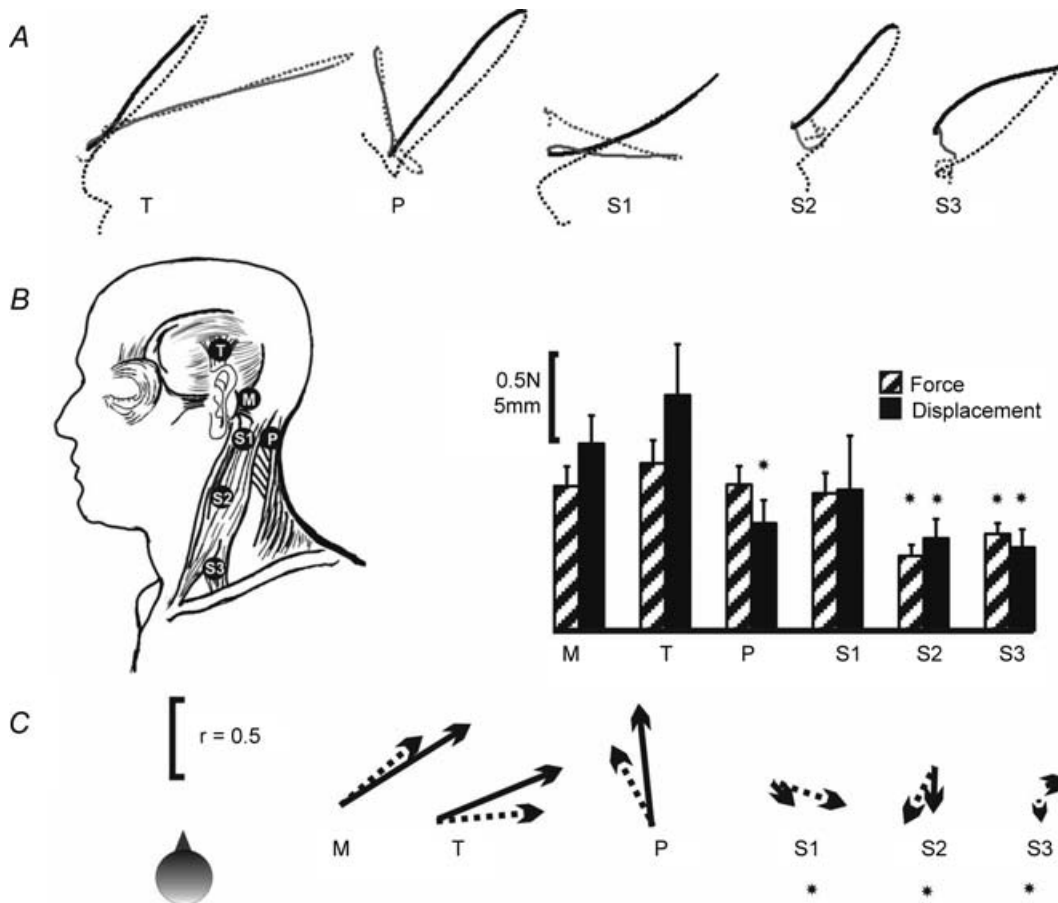 A
T P S1 S2 S3
B
T
M
S1 P
S2
S3
0.5N
5mm
Force
Displacement
* * * * *
M T P S1 S2 S3
C
r = 0.5
M T P S1 S2 S3
* * *